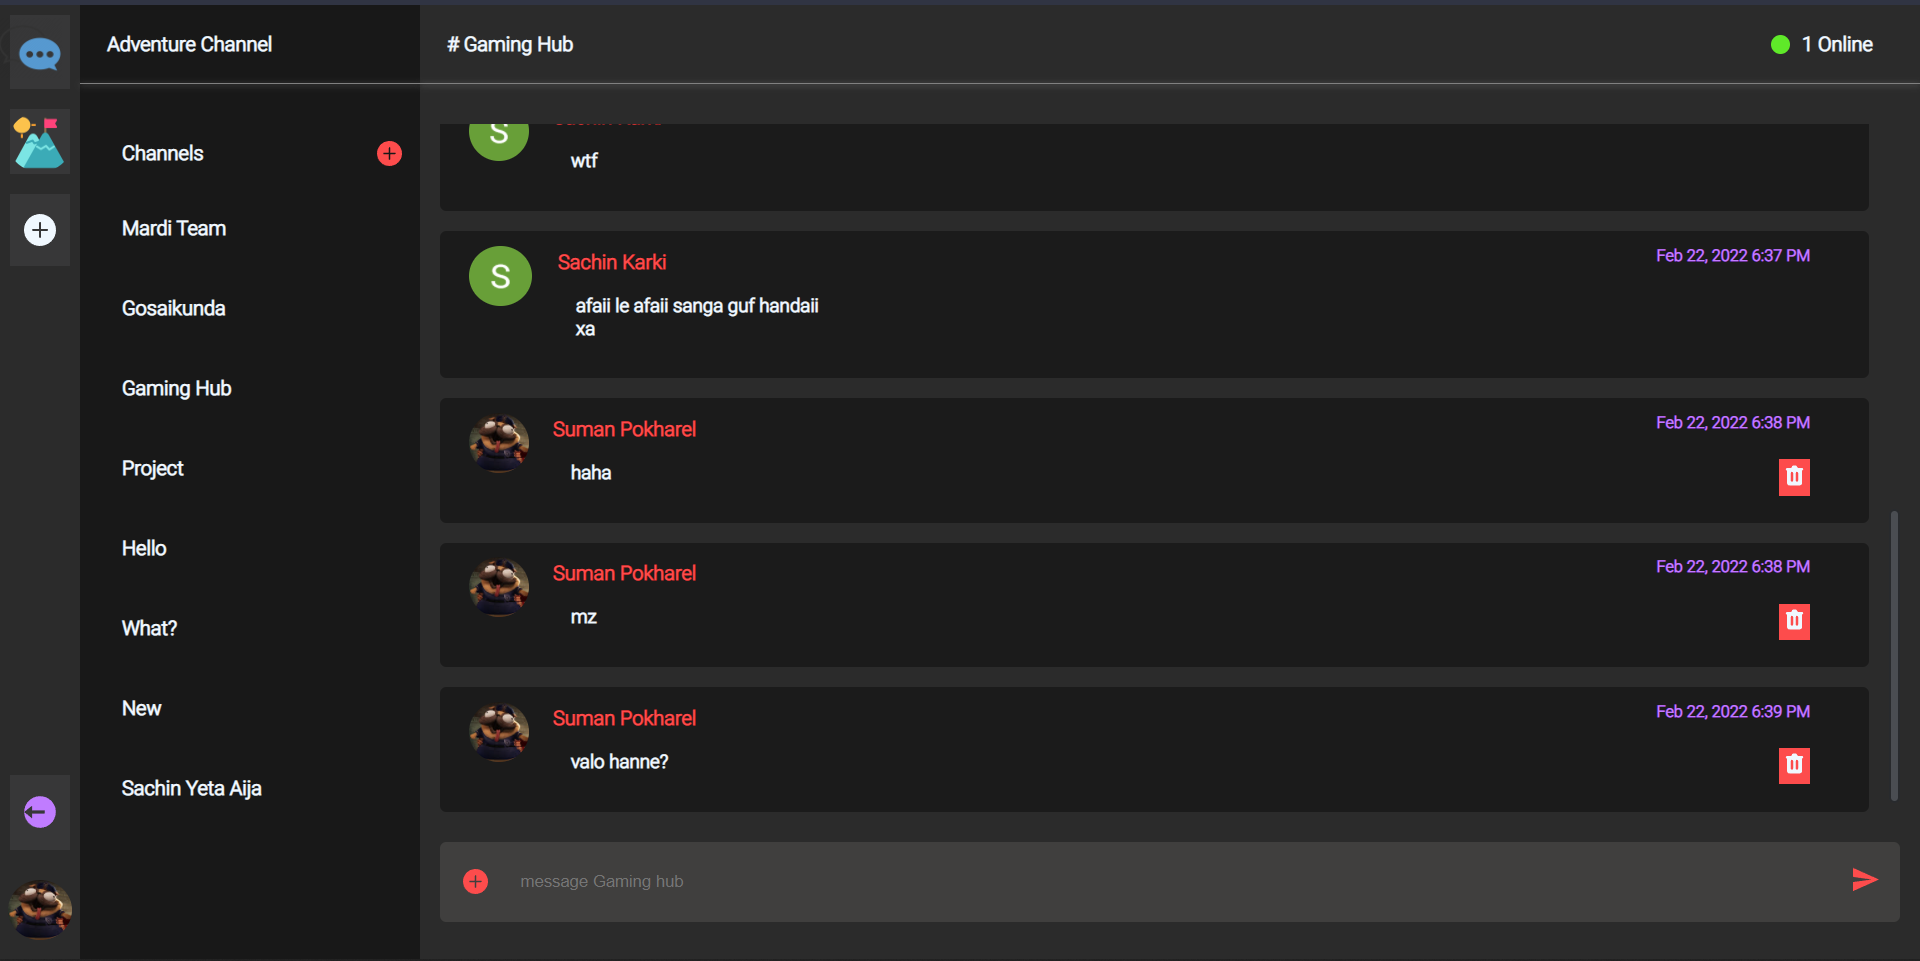 Adventure Channel
# Gaming Hub
1 Online
Channels
Mardi Team
Gosaikunda
Gaming Hub
Project
Hello
What?
New
Sachin Yeta Aija
S
wtf
S
Sachin Karki
Feb 22, 2022 6:37 PM
afaii le afaii sanga guf handaii
xa
Suman Pokharel
Feb 22, 2022 6:38 PM
haha
Suman Pokharel
Feb 22, 2022 6:38 PM
mz
Suman Pokharel
Feb 22, 2022 6:39 PM
valo hanne?
message Gaming hub